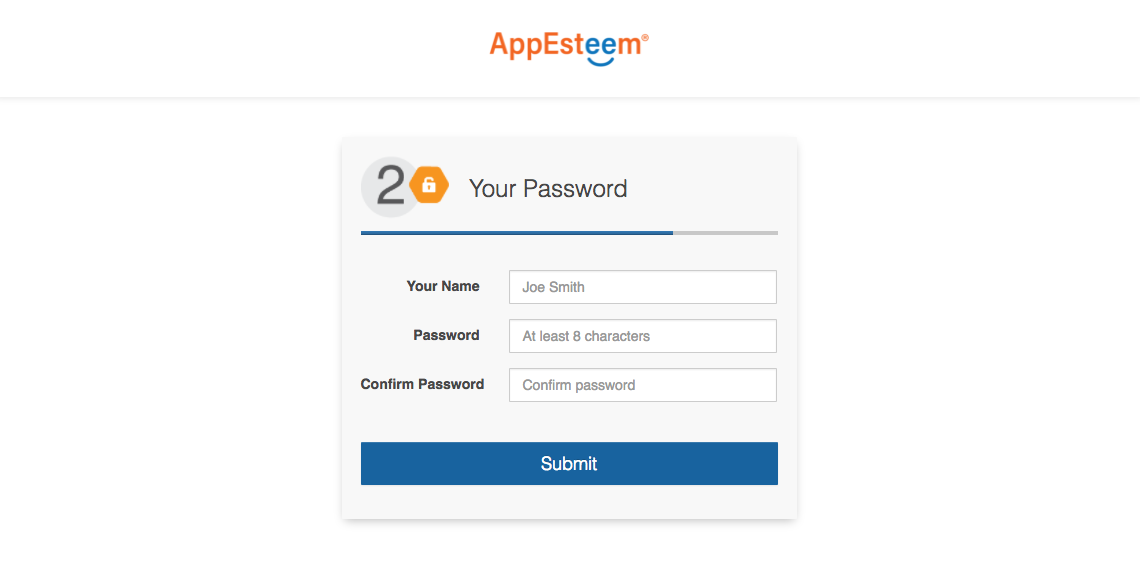 AppEsteem®
2 Your Password
Your Name Joe Smith
Password At least 8 characters
Confirm Password Confirm password
Submit